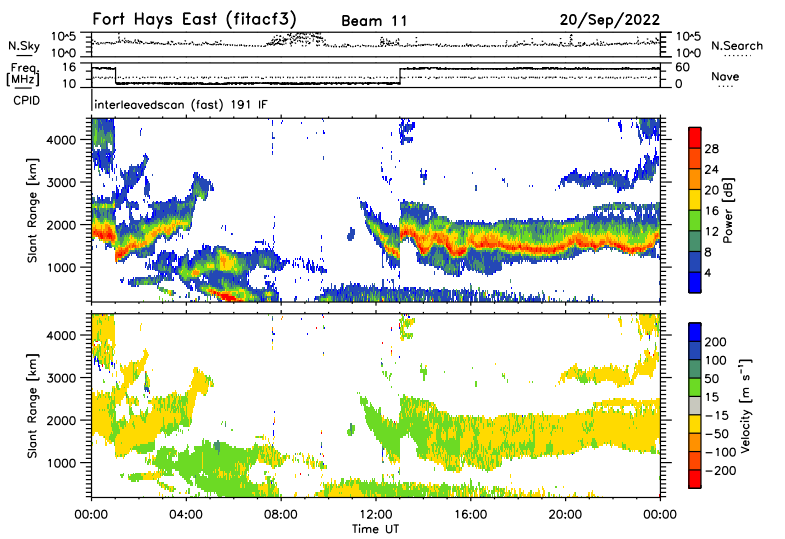 Fort Hays East (fitacf3) Beam 11 20/Sep/2022
N.Sky 10^5 10^0 10^5 10^0 N.Search
Freq. [MHz] 16 10 60 0 Nave
CPID interleavedscan (fast) 191 IF
Slant Range [km] 4000 3000 2000 1000
28 24 20 16 12 8 4 Power [dB]
Slant Range [km] 4000 3000 2000 1000
200 100 50 15 −15 −50 −100 −200 Velocity [m s⁻¹]
00:00 04:00 08:00 12:00 16:00 20:00 00:00
Time UT